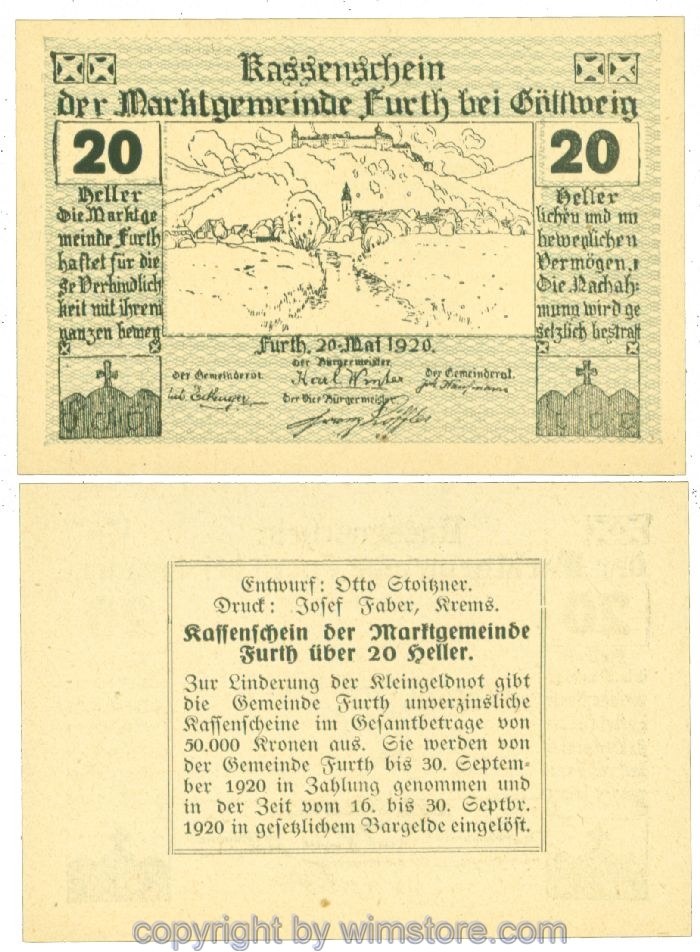 Kassenschein
der Marktgemeinde Furth bei Göttweig
20
20
Heller
Die Marktge
meinde Furth
haftet für die
se Verbindlich
keit mit ihrem
ganzen beweg
Heller
lichen und un
beweglichen
Vermögen.
Die Nachah:
mung wird ge
setzlich bestraft
Furth, 20. Mai 1920.
Der Bürgermeister
Der Gemeinderat
Karl Winter
Der Gemeinderat
Der Vice Bürgermeister
Entwurf: Otto Stoitzner.
Druck: Josef Faber, Krems.
Kassenschein der Marktgemeinde
Furth über 20 Heller.
Zur Linderung der Kleingeldnot gibt
die Gemeinde Furth unverzinsliche
Kassenscheine im Gesamtbetrage von
50.000 Kronen aus. Sie werden von
der Gemeinde Furth bis 30. Septem-
ber 1920 in Zahlung genommen und
in der Zeit vom 16. bis 30. Septbr.
1920 in gesetzlichem Bargelde eingelöst.
copyright by wimstore.com